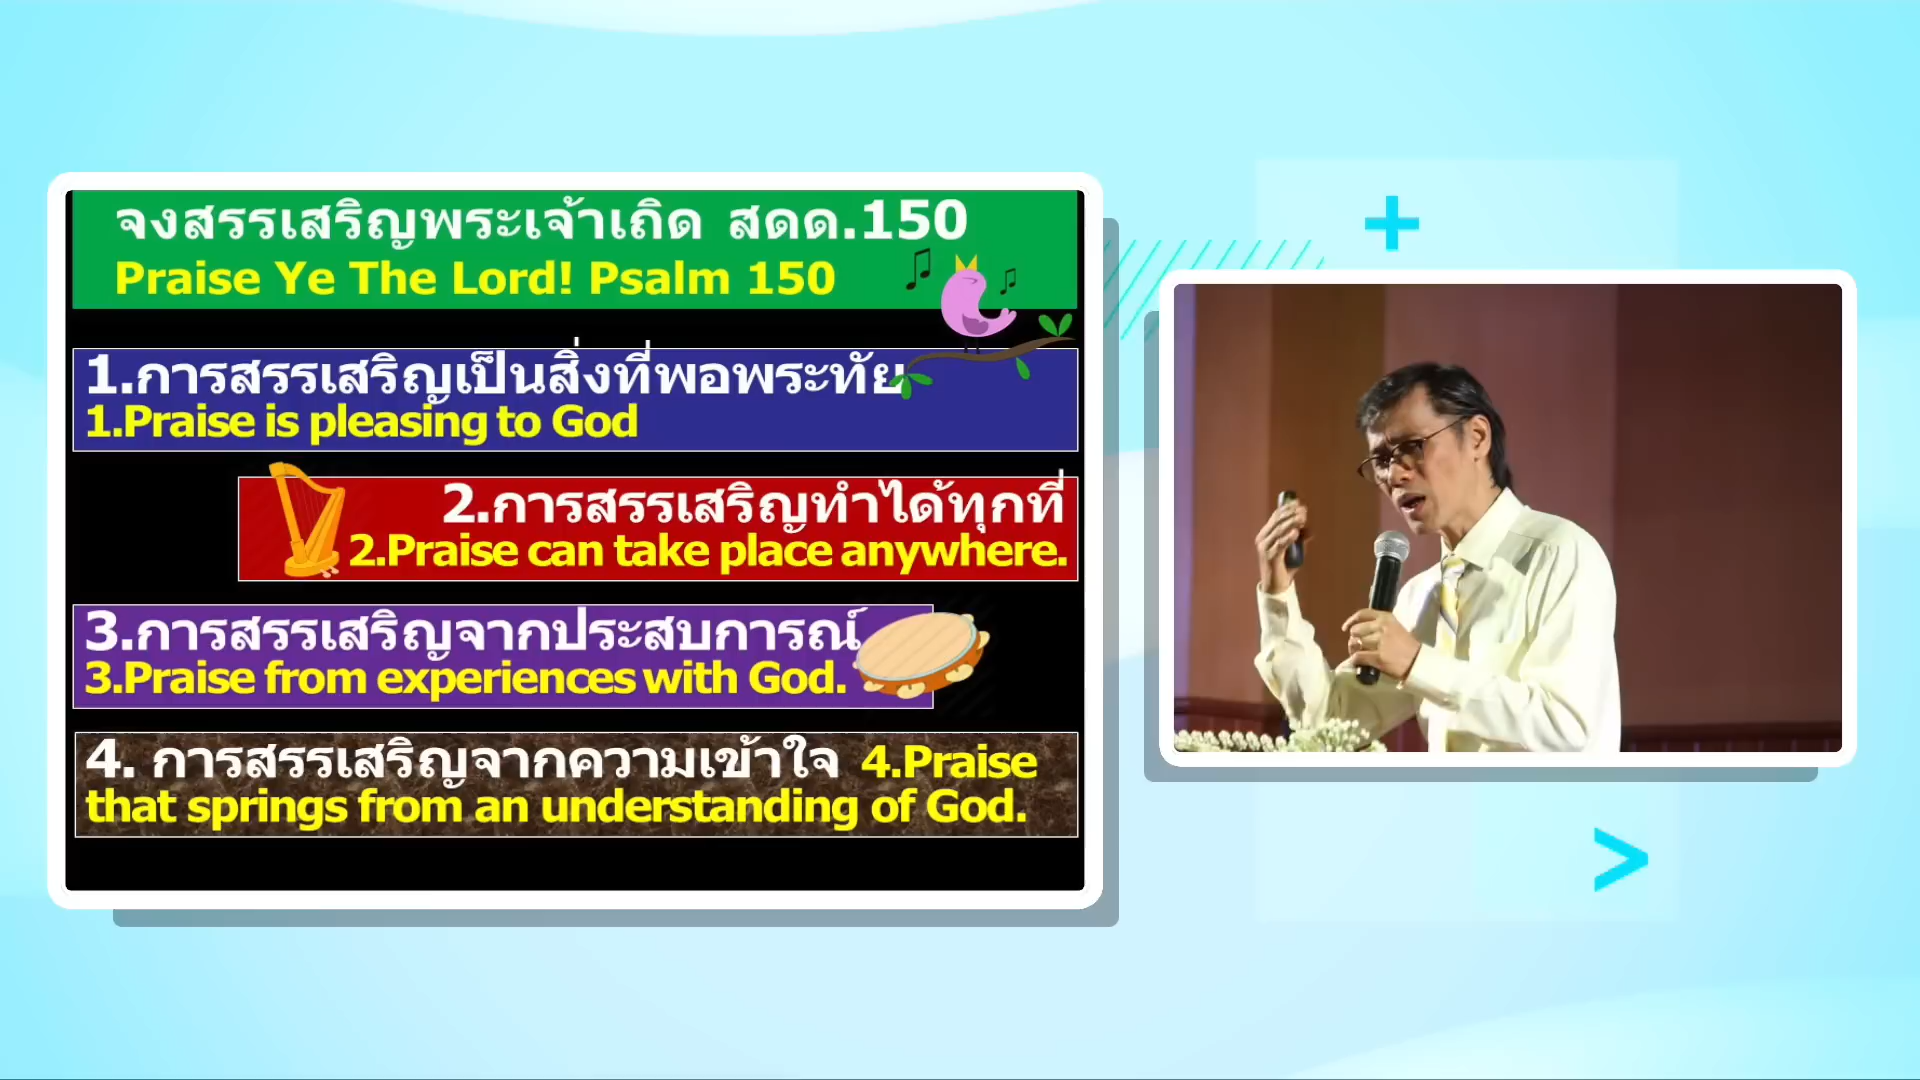 จงสรรเสริญพระเจ้าเถิด สดด.150
Praise Ye The Lord! Psalm 150
1.การสรรเสริญเป็นสิ่งที่พอพระทัย
1.Praise is pleasing to God
2.การสรรเสริญทำได้ทุกที่
2.Praise can take place anywhere.
3.การสรรเสริญจากประสบการณ์
3.Praise from experiences with God.
4. การสรรเสริญจากความเข้าใจ 4.Praise
that springs from an understanding of God.